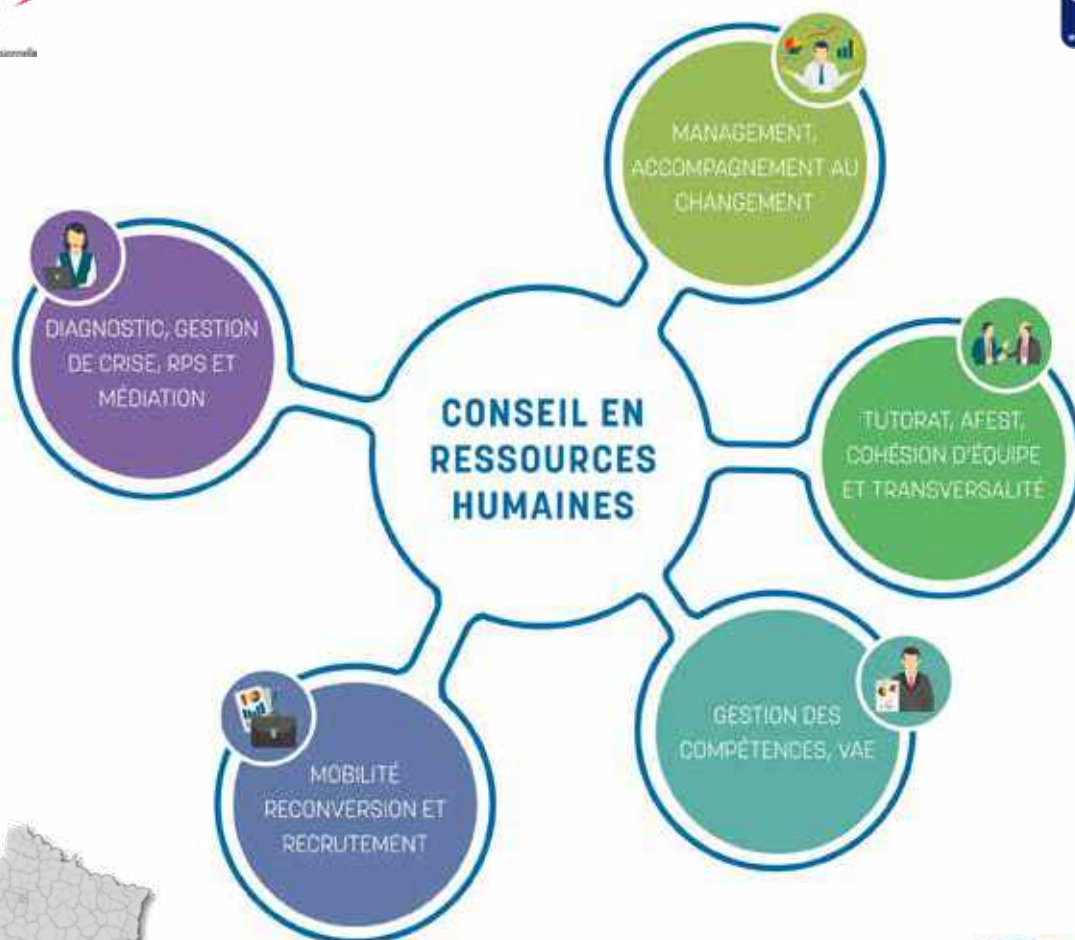 MANAGEMENT,
ACCOMPAGNEMENT AU
CHANGEMENT
DIAGNOSTIC, GESTION
DE CRISE, RPS ET
MÉDIATION
CONSEIL EN
RESSOURCES
HUMAINES
TUTORAT, AFEST,
COHÉSION D'ÉQUIPE
ET TRANSVERSALITÉ
GESTION DES
COMPÉTENCES, VAE
MOBILITÉ
RECONVERSION ET
RECRUTEMENT